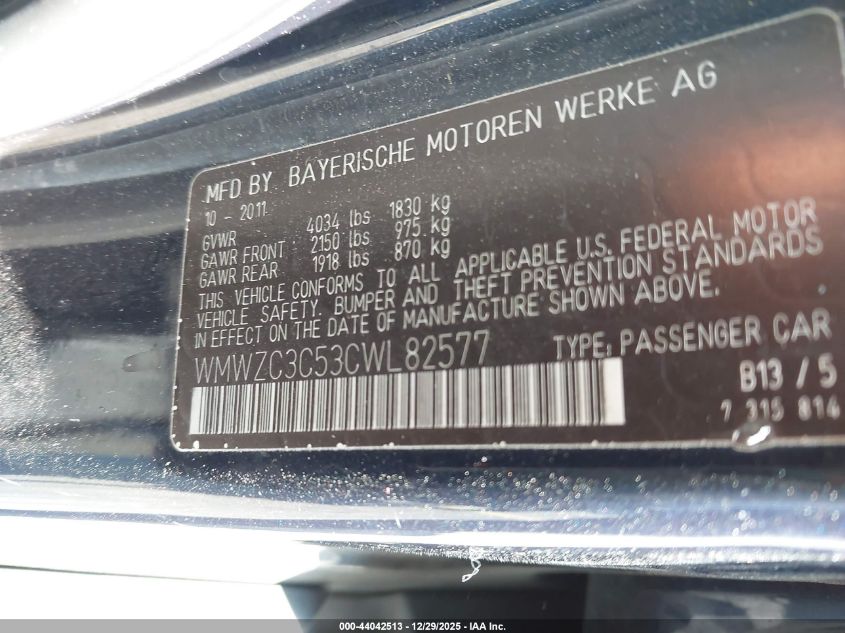 MFD BY BAYERISCHE MOTOREN WERKE AG
10 - 2011
GVWR 4034 lbs 1830 kg
GAWR FRONT : 2150 lbs 975 kg
GAWR REAR 1918 lbs 870 kg
THIS VEHICLE CONFORMS TO ALL APPLICABLE U.S. FEDERAL MOTOR
VEHICLE SAFETY, BUMPER AND THEFT PREVENTION STANDARDS
IN EFFECT ON THE DATE OF MANUFACTURE SHOWN ABOVE.
WMWZC3C53CWL82577 TYPE: PASSENGER CAR
B13 / 5
7 315 814
000-44042513 - 12/29/2025 - IAA Inc.